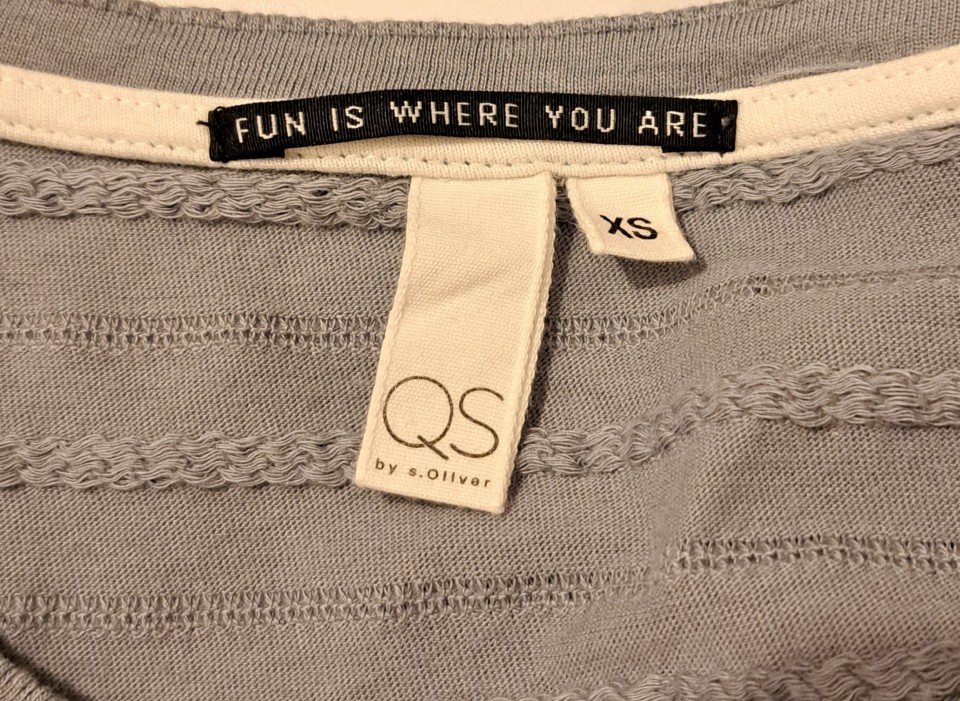 FUN IS WHERE YOU ARE
XS
QS
by s.Oliver